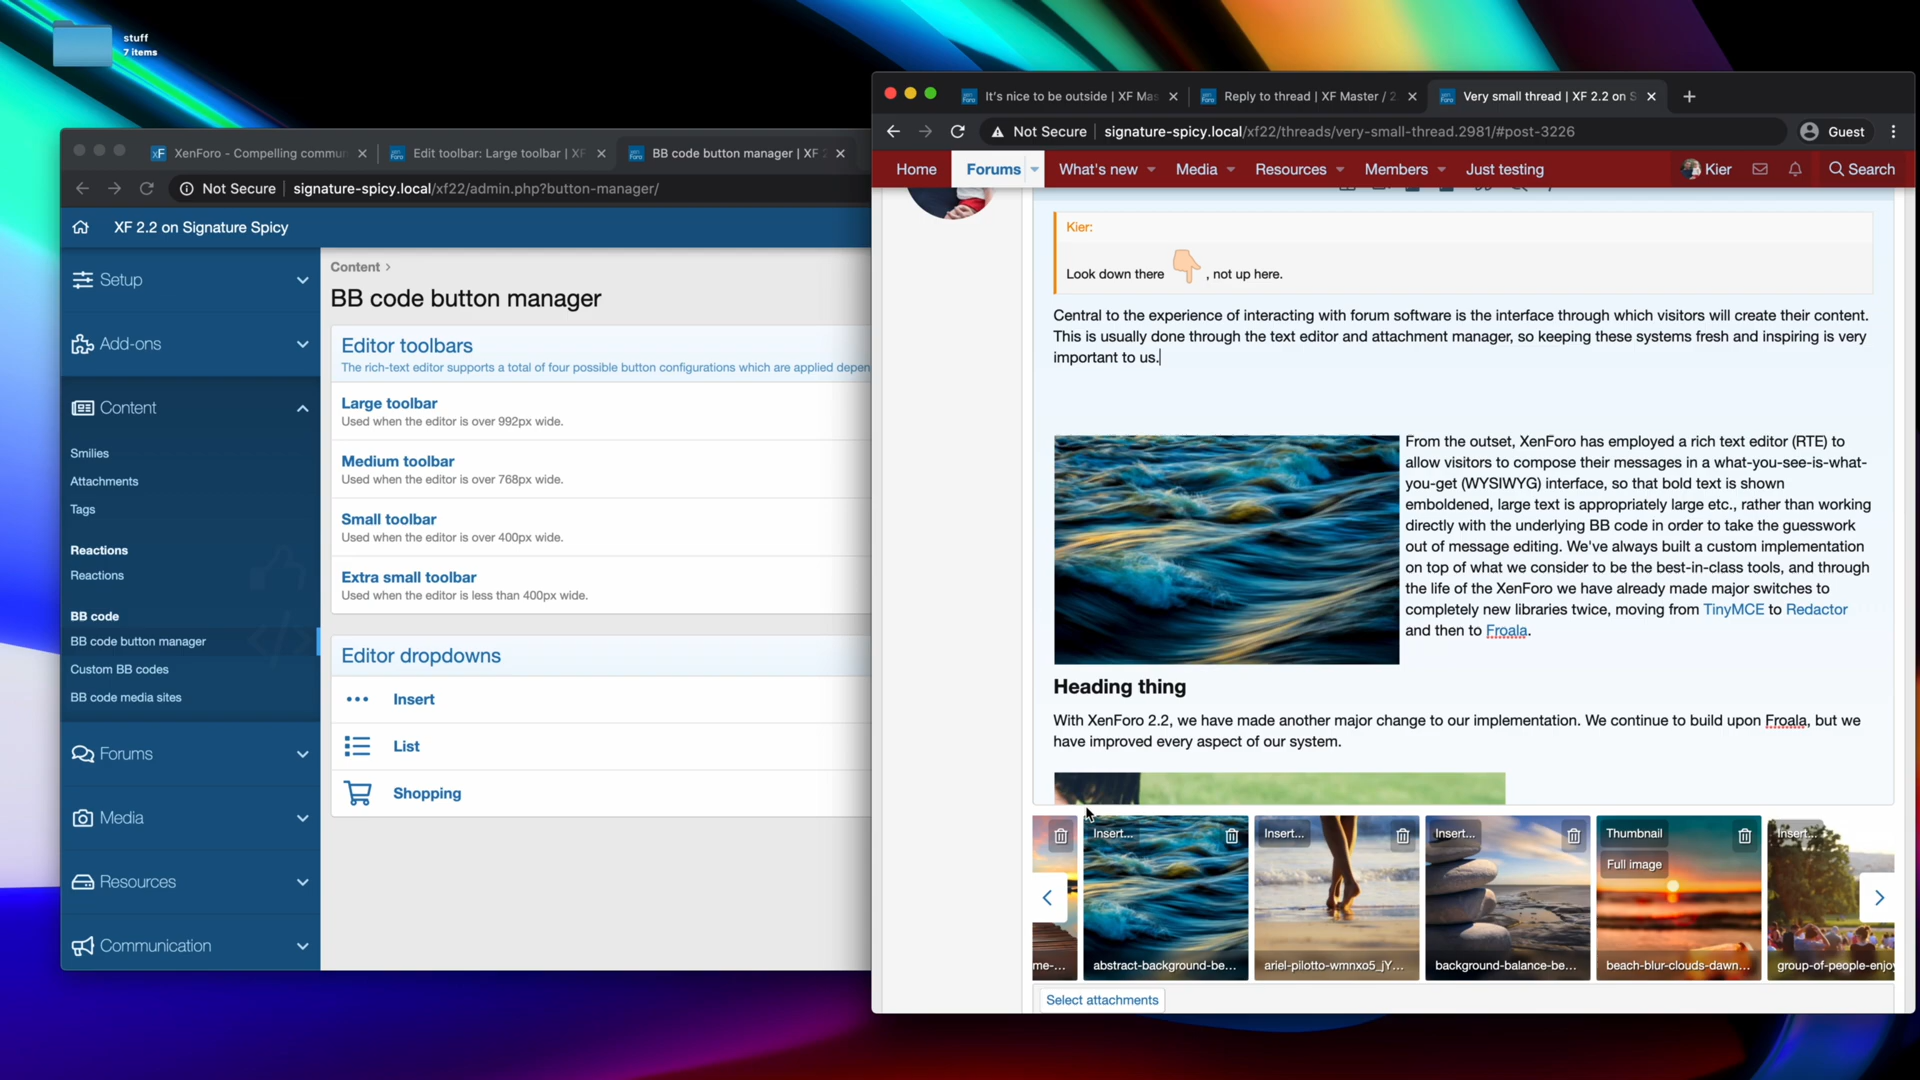 stuff
7 items
XenForo - Compelling commun
Edit toolbar: Large toolbar | XF
BB code button manager | XF 2
Not Secure
signature-spicy.local/xf22/admin.php?button-manager/
XF 2.2 on Signature Spicy
Setup
Add-ons
Content
Smilies
Attachments
Tags
Reactions
Reactions
BB code
BB code button manager
Custom BB codes
BB code media sites
Forums
Media
Resources
Communication
Content
BB code button manager
Editor toolbars
The rich-text editor supports a total of four possible button configurations which are applied depen
Large toolbar
Used when the editor is over 992px wide.
Medium toolbar
Used when the editor is over 768px wide.
Small toolbar
Used when the editor is over 400px wide.
Extra small toolbar
Used when the editor is less than 400px wide.
Editor dropdowns
Insert
List
Shopping
It's nice to be outside | XF Mas
Reply to thread | XF Master / 2.
Very small thread | XF 2.2 on S
Not Secure
signature-spicy.local/xf22/threads/very-small-thread.2981/#post-3226
Guest
Home
Forums
What's new
Media
Resources
Members
Just testing
Kier
Search
Kier:
Look down there , not up here.
Central to the experience of interacting with forum software is the interface through which visitors will create their content.
This is usually done through the text editor and attachment manager, so keeping these systems fresh and inspiring is very
important to us.
From the outset, XenForo has employed a rich text editor (RTE) to
allow visitors to compose their messages in a what-you-see-is-what-
you-get (WYSIWYG) interface, so that bold text is shown
emboldened, large text is appropriately large etc., rather than working
directly with the underlying BB code in order to take the guesswork
out of message editing. We've always built a custom implementation
on top of what we consider to be the best-in-class tools, and through
the life of the XenForo we have already made major switches to
completely new libraries twice, moving from TinyMCE to Redactor
and then to Froala.
Heading thing
With XenForo 2.2, we have made another major change to our implementation. We continue to build upon Froala, but we
have improved every aspect of our system.
Insert...
Insert...
Insert...
Thumbnail
Full image
Insert...
me-...
abstract-background-be...
ariel-pilotto-wmnxo5_jY...
background-balance-be...
beach-blur-clouds-dawn...
group-of-people-enjoy
Select attachments